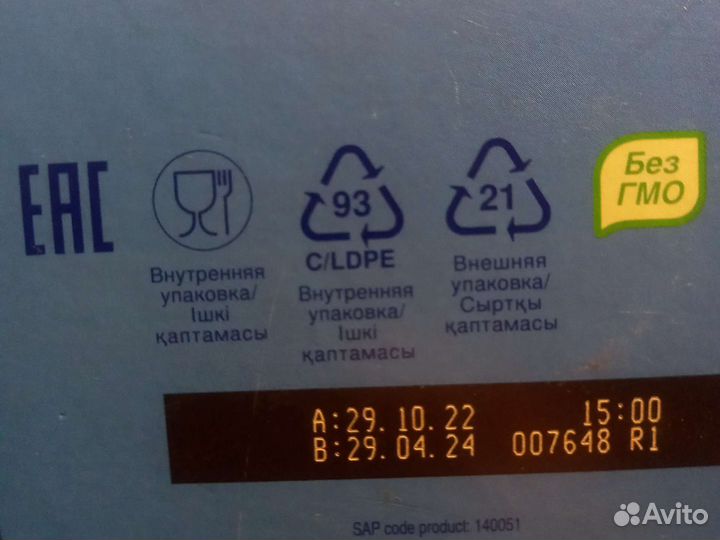 EAC
Внутренняя
упаковка/
Ішкі
қаптамасы
93
C/LDPE
Внутренняя
упаковка/
Ішкі
қаптамасы
21
Внешняя
упаковка/
Сыртқы
қаптамасы
Без
ГМО
A:29.10.22 15:00
B:29.04.24 007648 R1
SAP code product: 140051
Avito